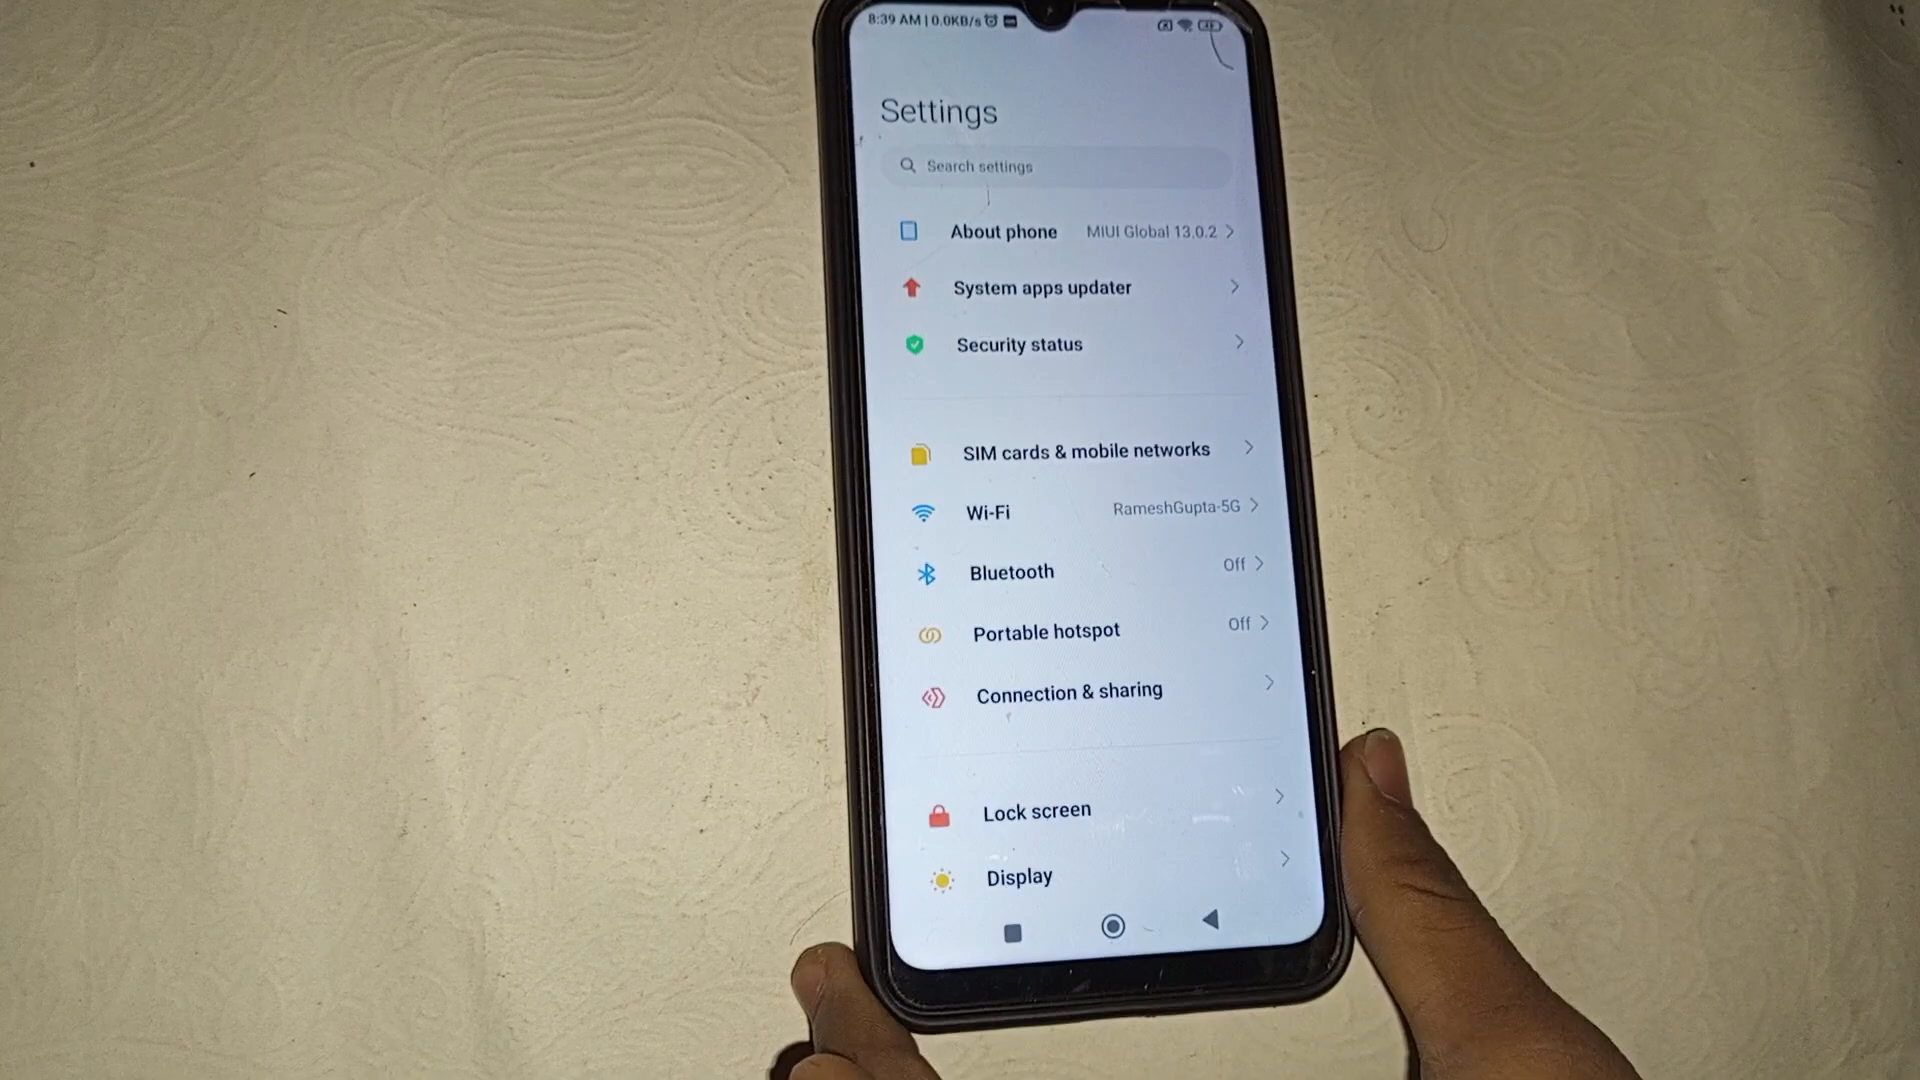 8:39 AM | 0.0KB/s
Settings
Search settings
About phone MIUI Global 13.0.2
System apps updater
Security status
SIM cards & mobile networks
Wi-Fi RameshGupta-5G
Bluetooth Off
Portable hotspot Off
Connection & sharing
Lock screen
Display